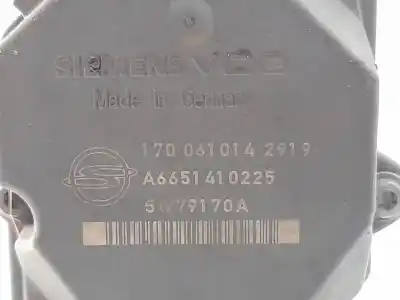 SIEMENS VDO
Made in Germany
170 061014 2919
A6651410225
5WY9170A